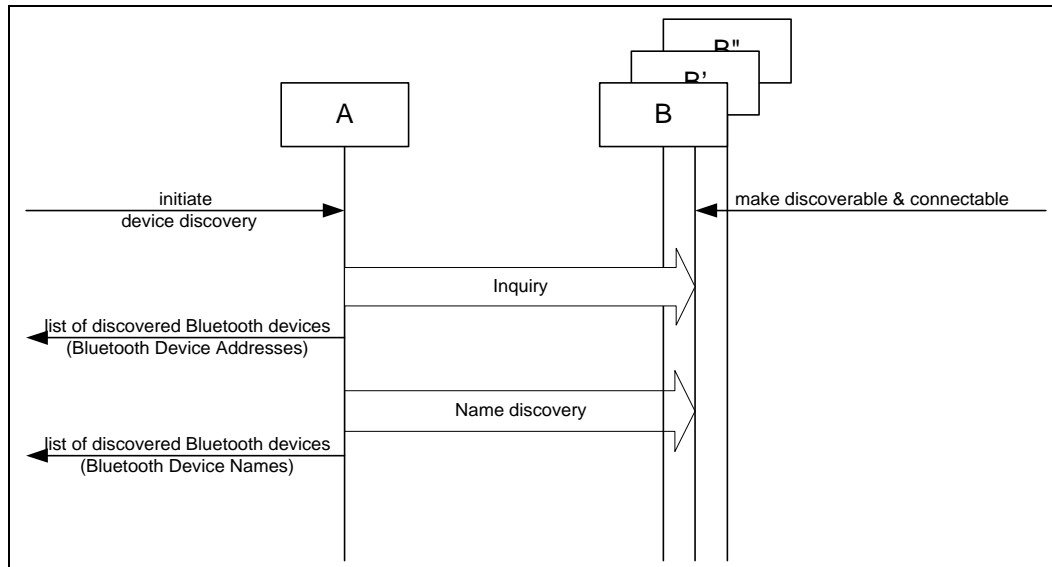 B"
B'
A
B
initiate
device discovery
make discoverable & connectable
Inquiry
list of discovered Bluetooth devices
(Bluetooth Device Addresses)
Name discovery
list of discovered Bluetooth devices
(Bluetooth Device Names)